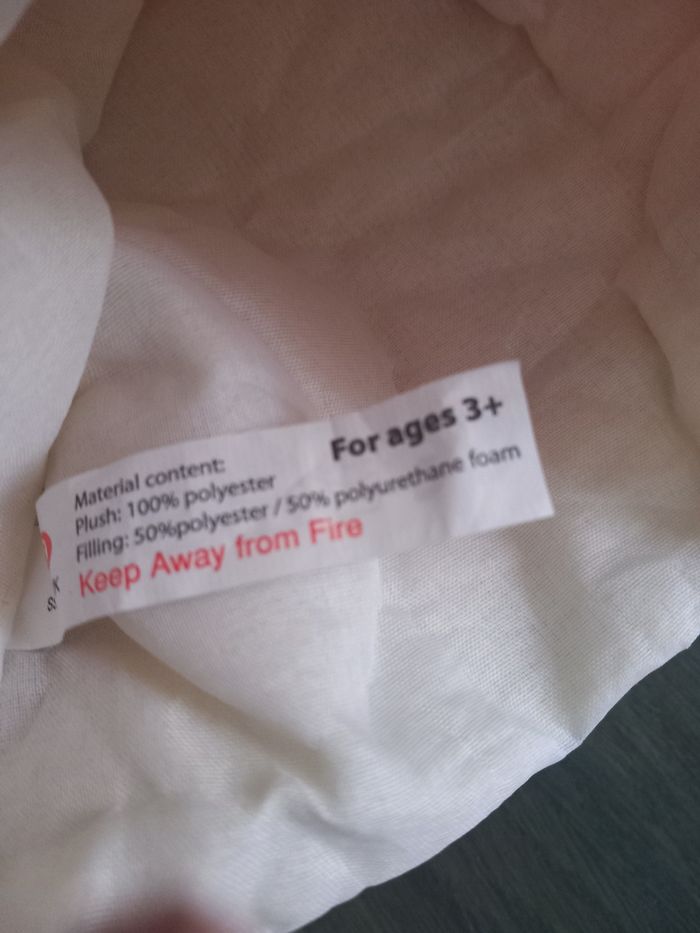 For ages 3+
Material content:
Plush: 100% polyester
Filling: 50%polyester / 50% polyurethane foam
Keep Away from Fire